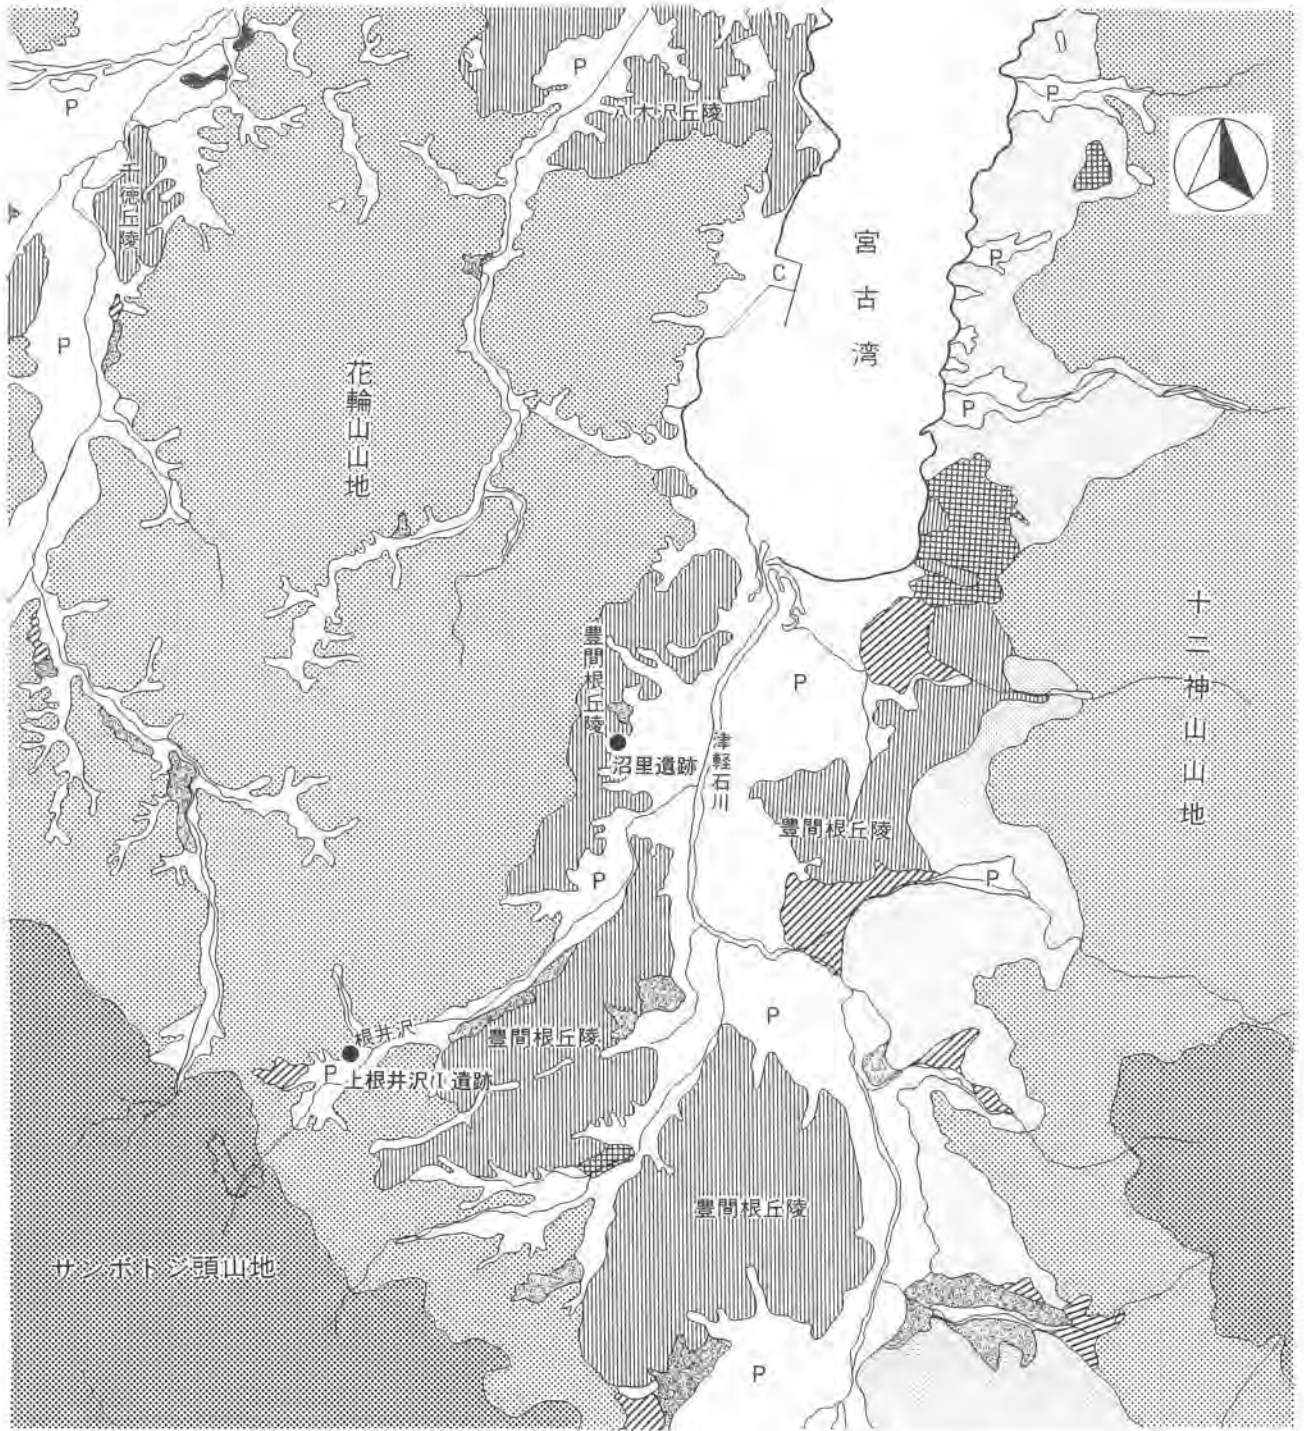 P
八木沢丘陵
P
P
千徳丘陵
宮古湾
P
C
P
花輪山山地
P
十二神山山地
豊間根丘陵
P
沼里遺跡
津軽石川
豊間根丘陵
P
P
豊間根丘陵
P
根井沢
P
上根井沢Ⅰ遺跡
豊間根丘陵
サンボトジ頭山地
P